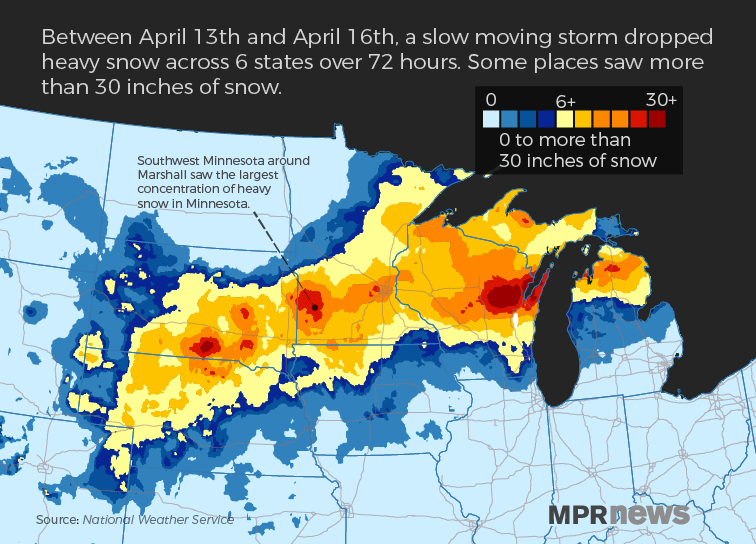 Between April 13th and April 16th, a slow moving storm dropped
heavy snow across 6 states over 72 hours. Some places saw more
than 30 inches of snow.
0 6+ 30+
0 to more than
30 inches of snow
Southwest Minnesota around
Marshall saw the largest
concentration of heavy
snow in Minnesota.
Source: National Weather Service
MPRnews